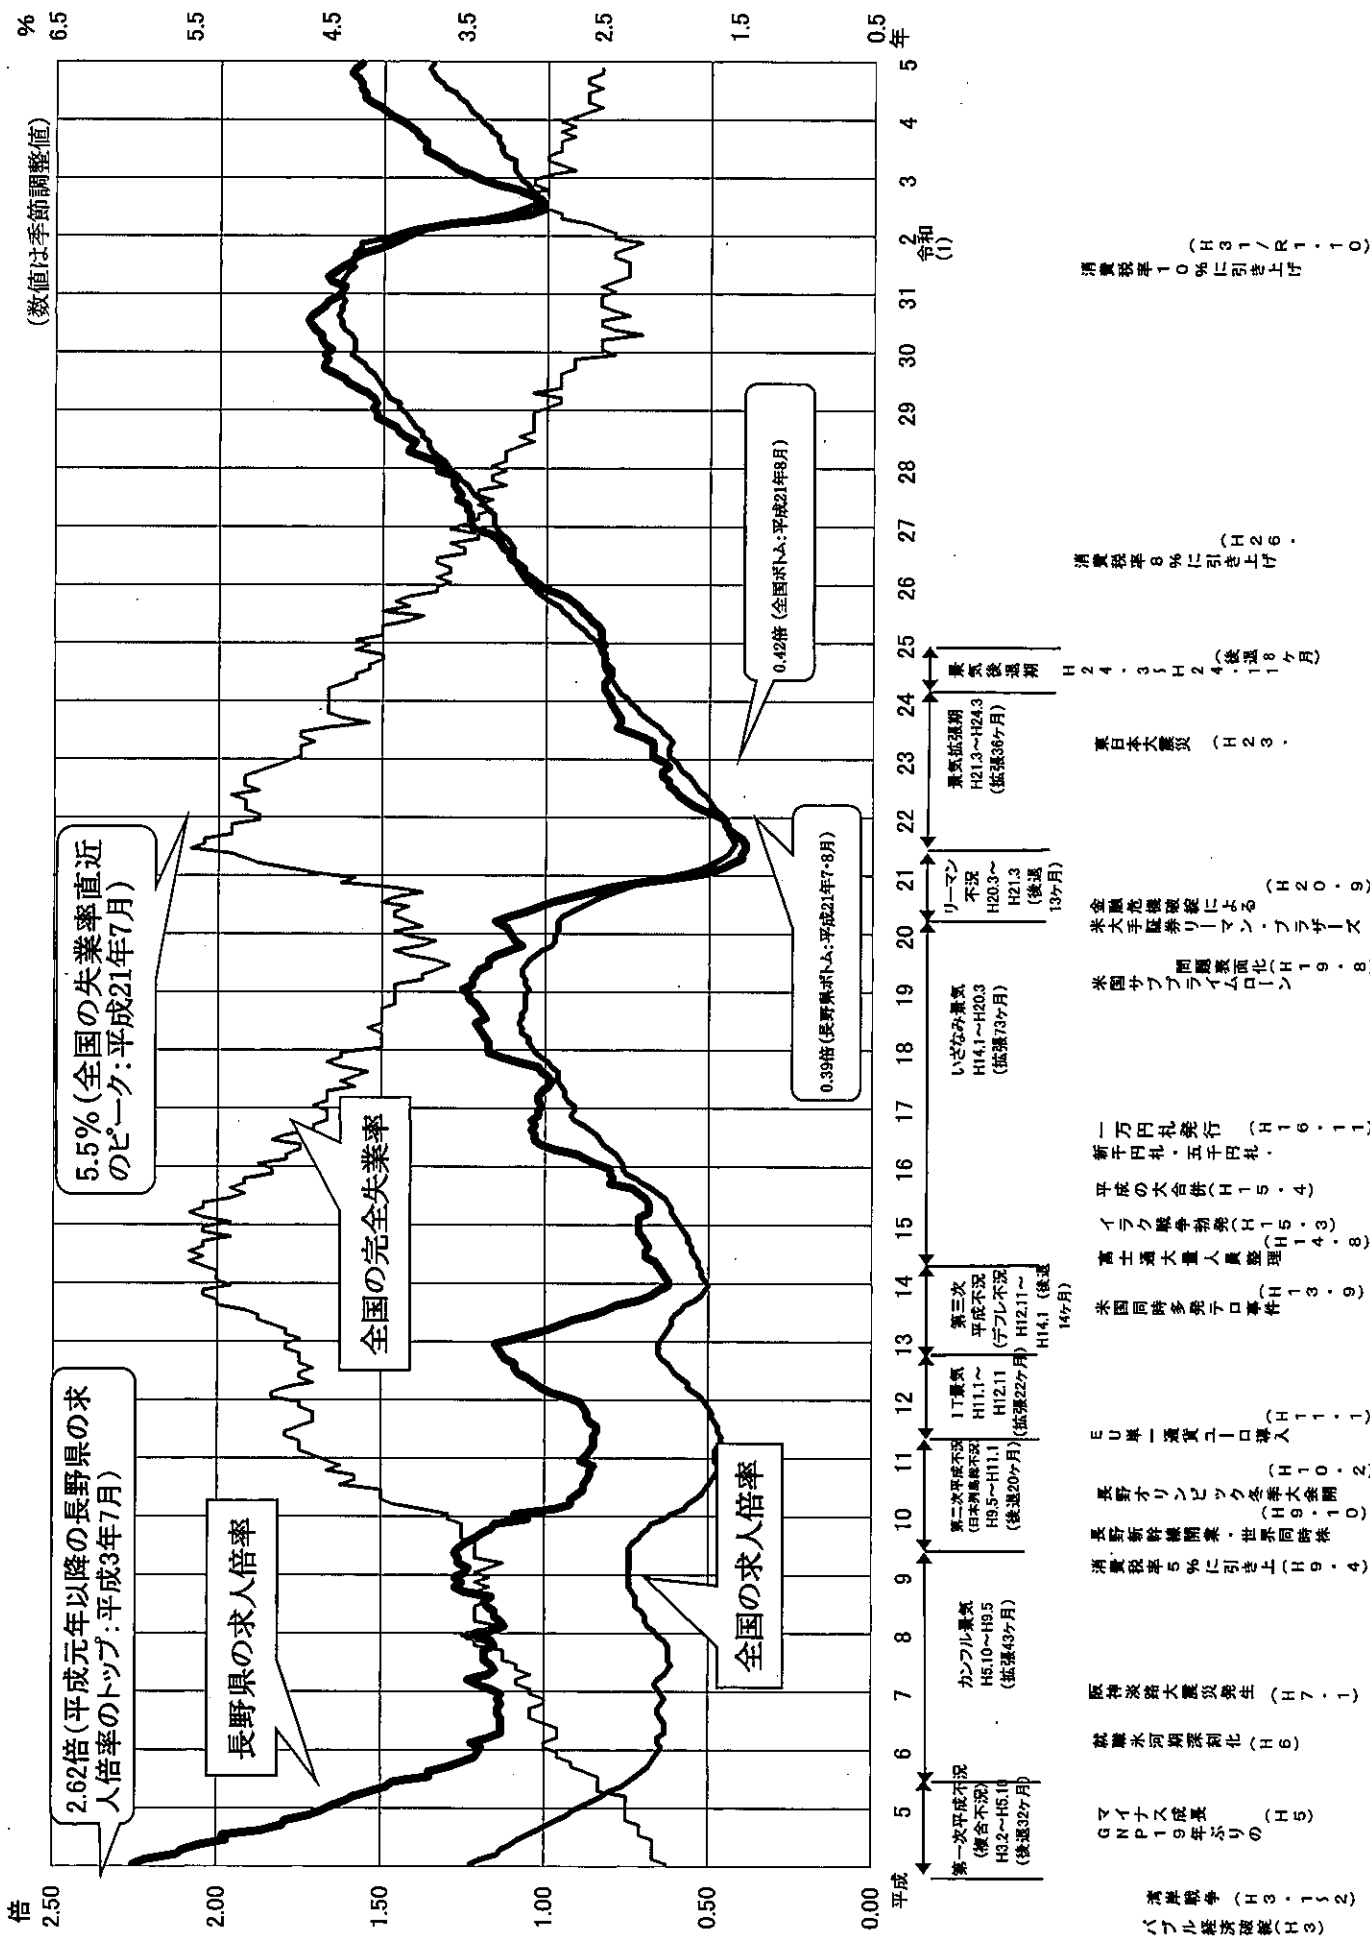 倍
%
(数値は季節調整値)
2.50
2.00
1.50
1.00
0.50
0.00
6.5
5.5
4.5
3.5
2.5
1.5
0.5
2.62倍(平成元年以降の長野県の求
人倍率のトップ:平成3年7月)
5.5%(全国の失業率直近
のピーク:平成21年7月)
長野県の求人倍率
全国の完全失業率
全国の求人倍率
0.39倍(長野県ボトム:平成21年7・8月)
0.42倍(全国ボトム:平成21年8月)
平成
5
6
7
8
9
10
11
12
13
14
15
16
17
18
19
20
21
22
23
24
25
26
27
28
29
30
31
令和
(1)
2
3
4
5
年
第一次平成不況
(複合不況)
H3.2~H5.10
(後退32ヶ月)
カンフル景気
H5.10~H9.5
(拡張43ヶ月)
第二次平成不況
(日本列島総不況)
H9.5~H11.1
(後退20ヶ月)
IT景気
H11.1~
H12.11
(拡張22ヶ月)
第三次
平成不況
(デフレ不況)
H12.11~
H14.1 (後退
14ヶ月)
いざなみ景気
H14.1~H20.3
(拡張73ヶ月)
リーマン
不況
H20.3~
H21.3
(後退
13ヶ月)
景気拡張期
H21.3~H24.3
(拡張36ヶ月)
景気後退
期
H24.3~H24.11
(後退8ヶ月)
バブル経済破綻(H3)
湾岸戦争(H3・1~2)
GNP19年ぶりの
マイナス成長
(H5)
就職氷河期深刻化(H6)
阪神淡路大震災発生(H7・1)
消費税率5%に引き上(H9・4)
長野新幹線開業・世界同時株
(H9・10)
長野オリンピック冬季大会開
(H10・2)
EU単一通貨ユーロ導入
(H11・1)
米国同時多発テロ事件
(H13・9)
富士通大量人員整理
(H14・8)
イラク戦争勃発(H15・3)
平成の大合併(H15・4)
新千円札・五千円札・
一万円札発行(H16・11)
米国サブプライムローン
問題表面化(H19・8)
米大手証券リーマン・ブラザーズ
金融危機破綻による
(H20・9)
東日本大震災(H23・
消費税率8%に引き上げ
(H26・
消費税率10%に引き上げ
(H31/R1・10)